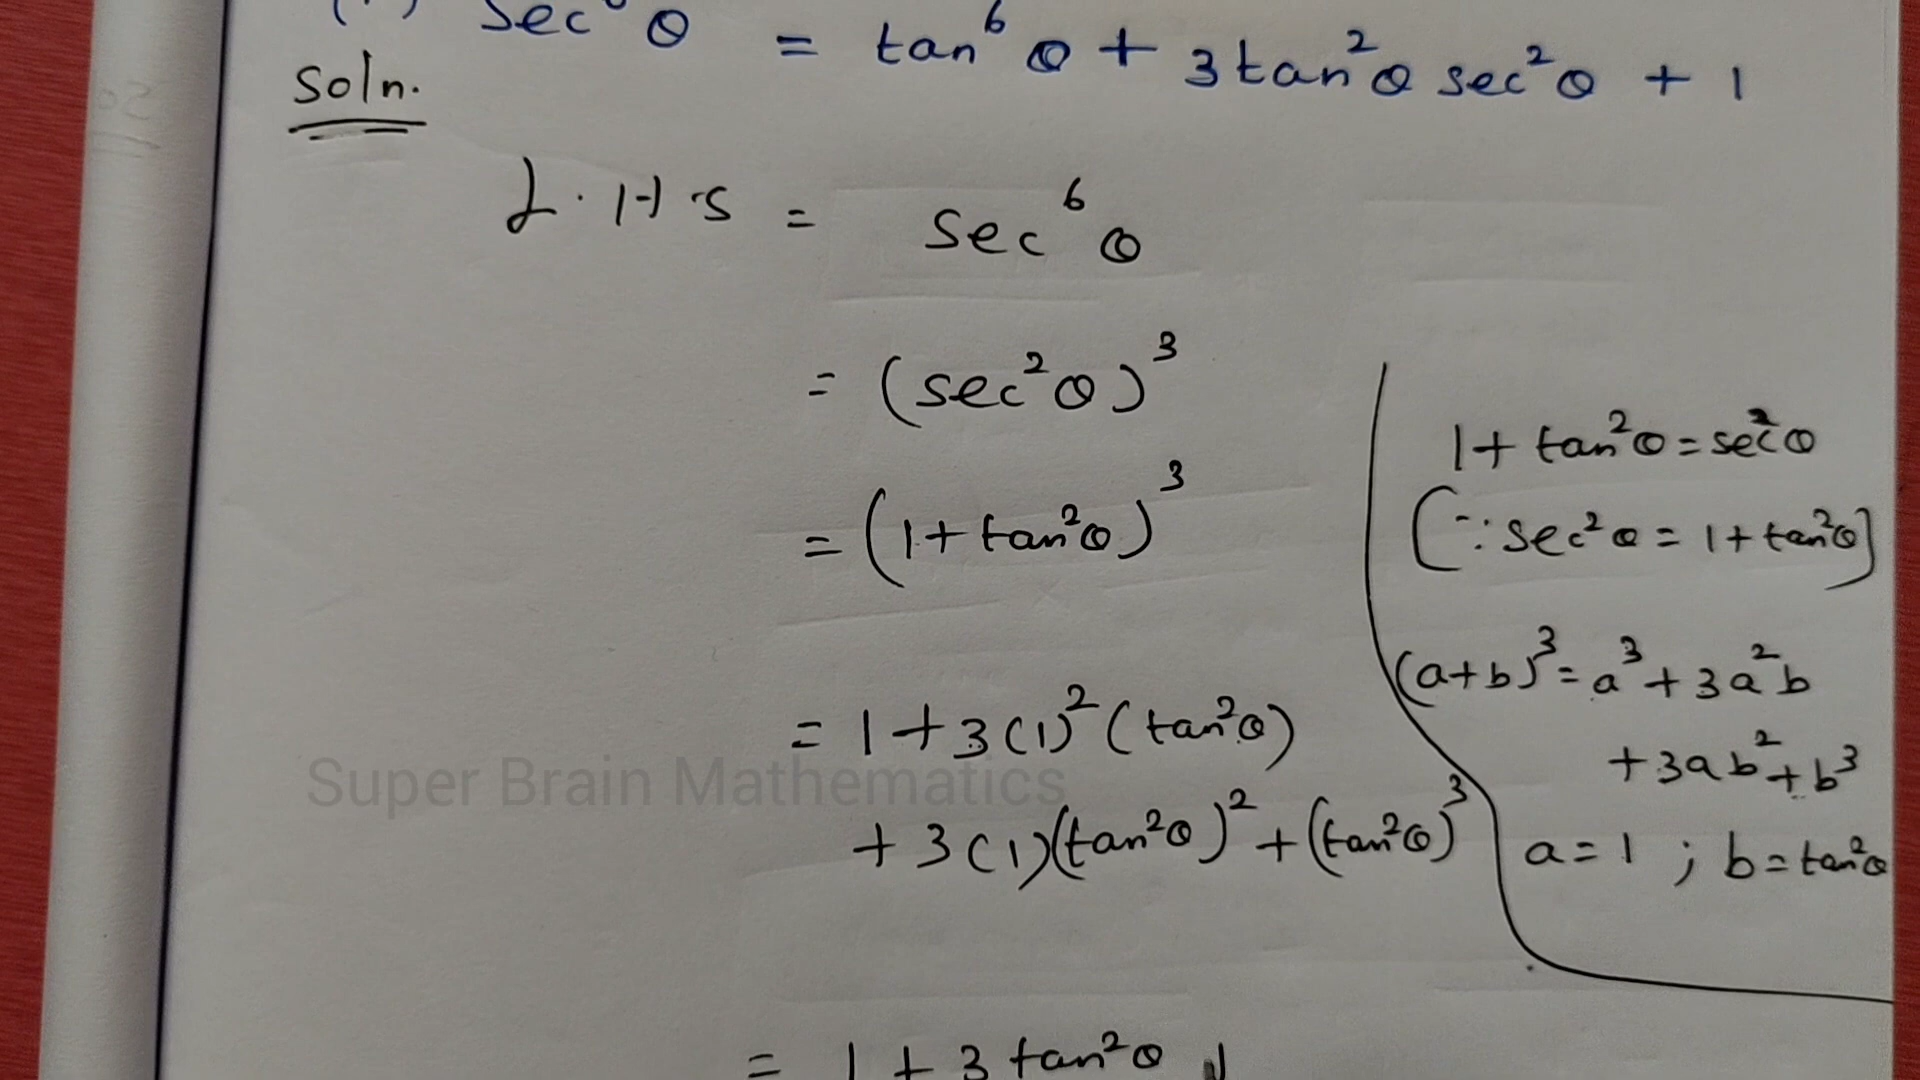 sec⁶θ = tan⁶θ + 3tan²θ sec²θ + 1
Soln.
L.H.S = sec⁶θ
= (sec²θ)³
= (1+tan²θ)³
= 1+3(1)²(tan²θ)
+3(1)(tan²θ)²+(tan²θ)³
= 1+3tan²θ
1+tan²θ=sec²θ
(∵sec²θ=1+tan²θ]
(a+b)³=a³+3a²b
+3ab²+b³
a=1 ; b=tan²θ
Super Brain Mathematics